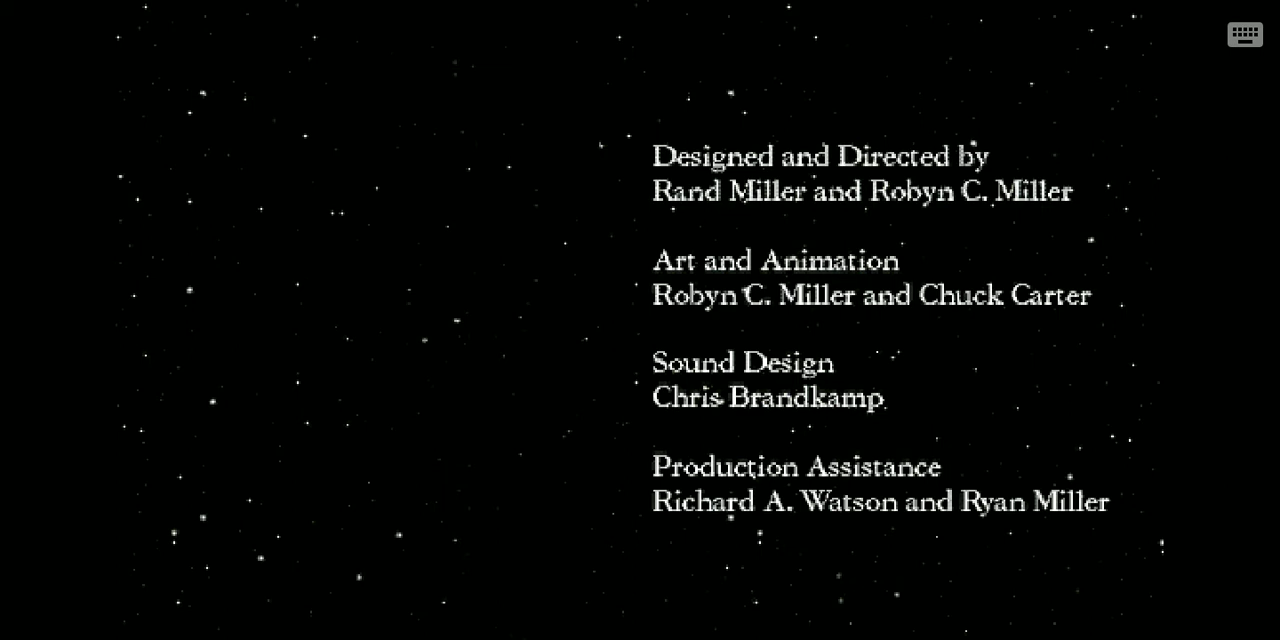 Designed and Directed by
Rand Miller and Robyn C. Miller
Art and Animation
Robyn C. Miller and Chuck Carter
Sound Design
Chris Brandkamp
Production Assistance
Richard A. Watson and Ryan Miller